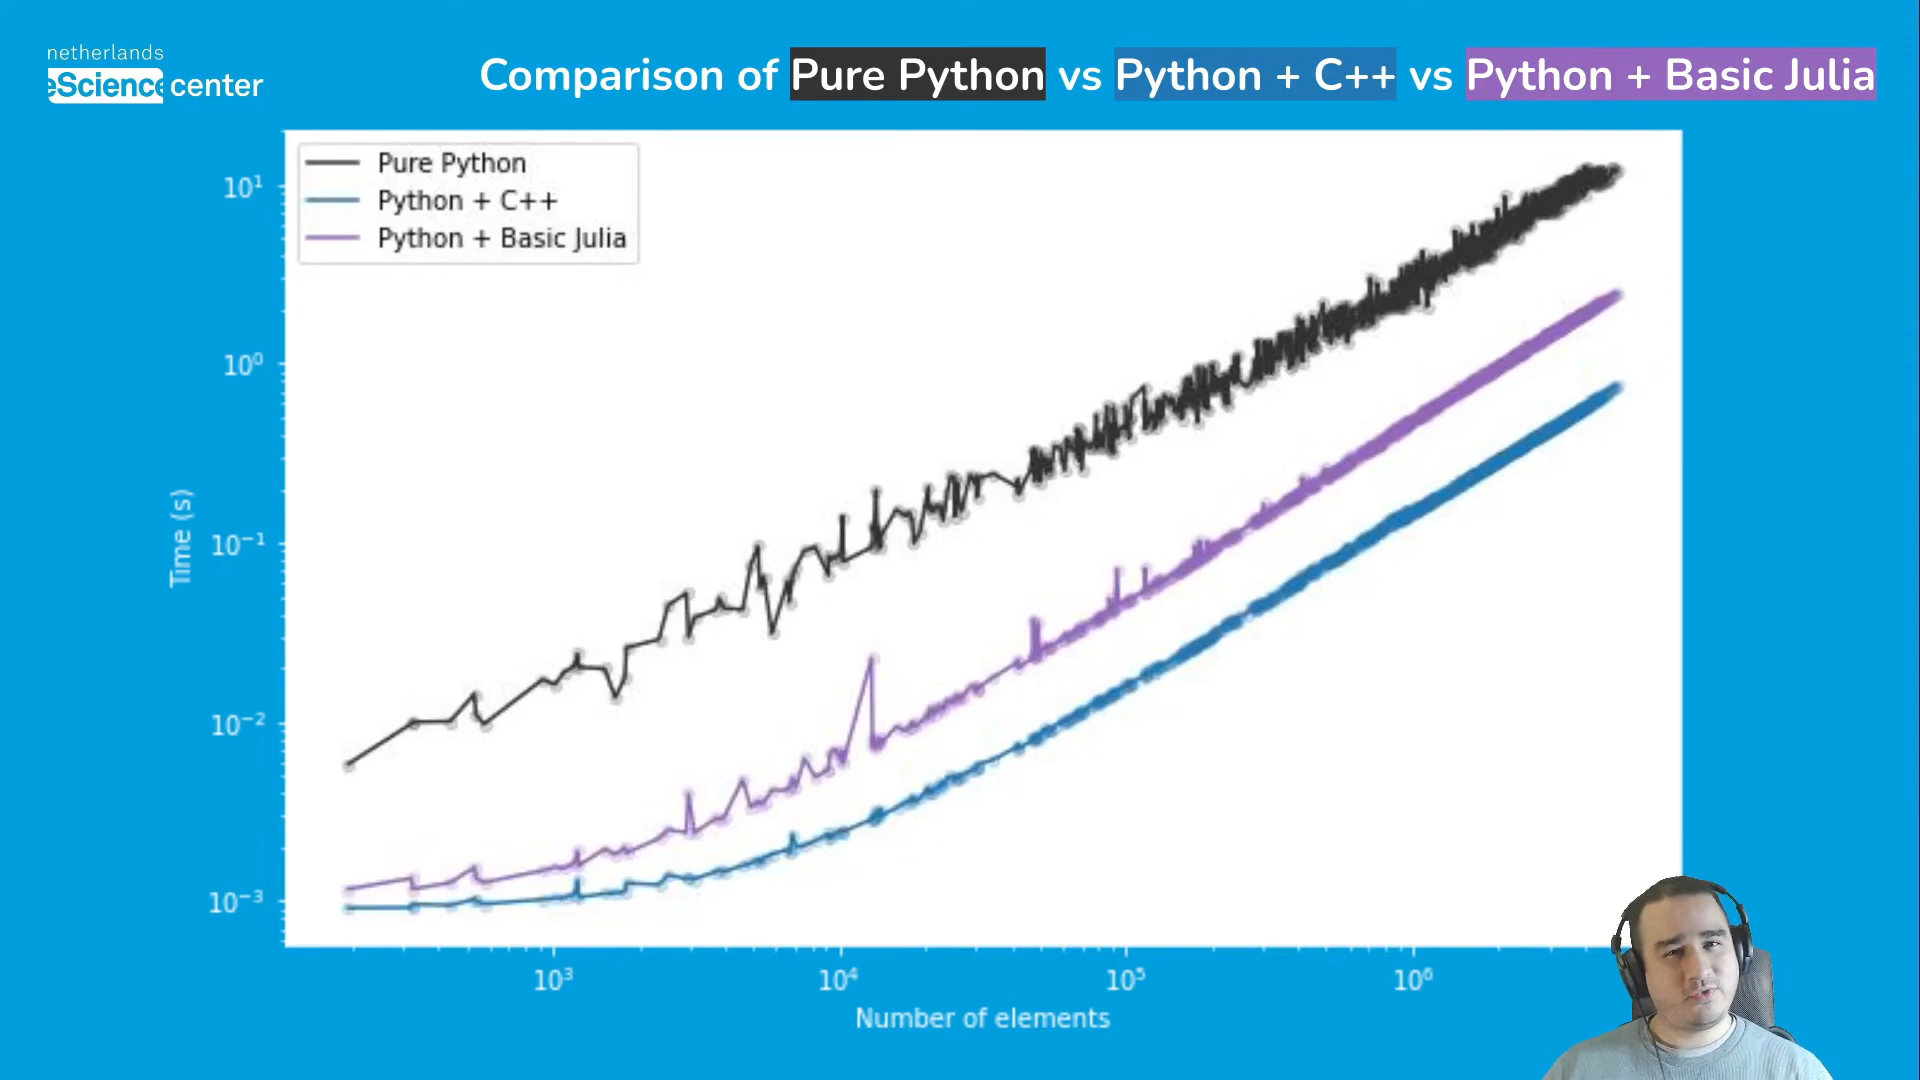 netherlands
eScience center
Comparison of Pure Python vs Python + C++ vs Python + Basic Julia
Pure Python
Python + C++
Python + Basic Julia
10¹
10⁰
10⁻¹
10⁻²
10⁻³
Time (s)
10³
10⁴
10⁵
10⁶
Number of elements